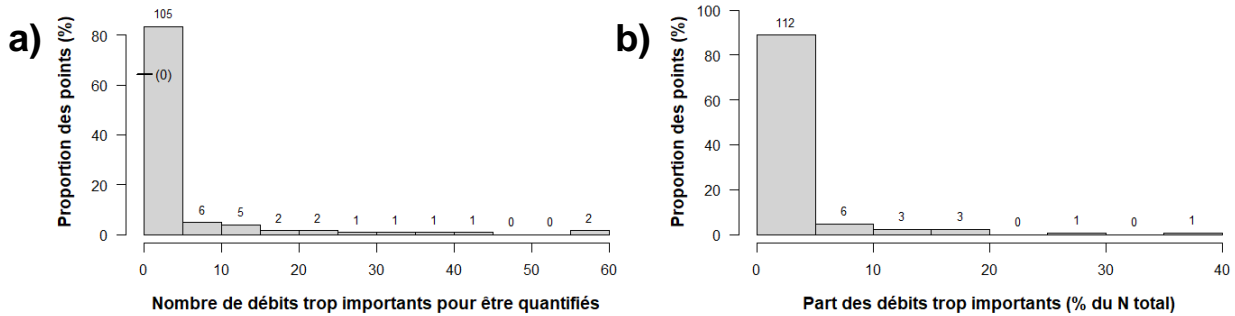 a)
Proportion des points (%)
80
60
40
20
0
105
(0)
6 5 2 2 1 1 1 1 0 0 2
0 10 20 30 40 50 60
Nombre de débits trop importants pour être quantifiés
b)
Proportion des points (%)
100
80
60
40
20
0
112
6 3 3 0 1 0 1
0 10 20 30 40
Part des débits trop importants (% du N total)